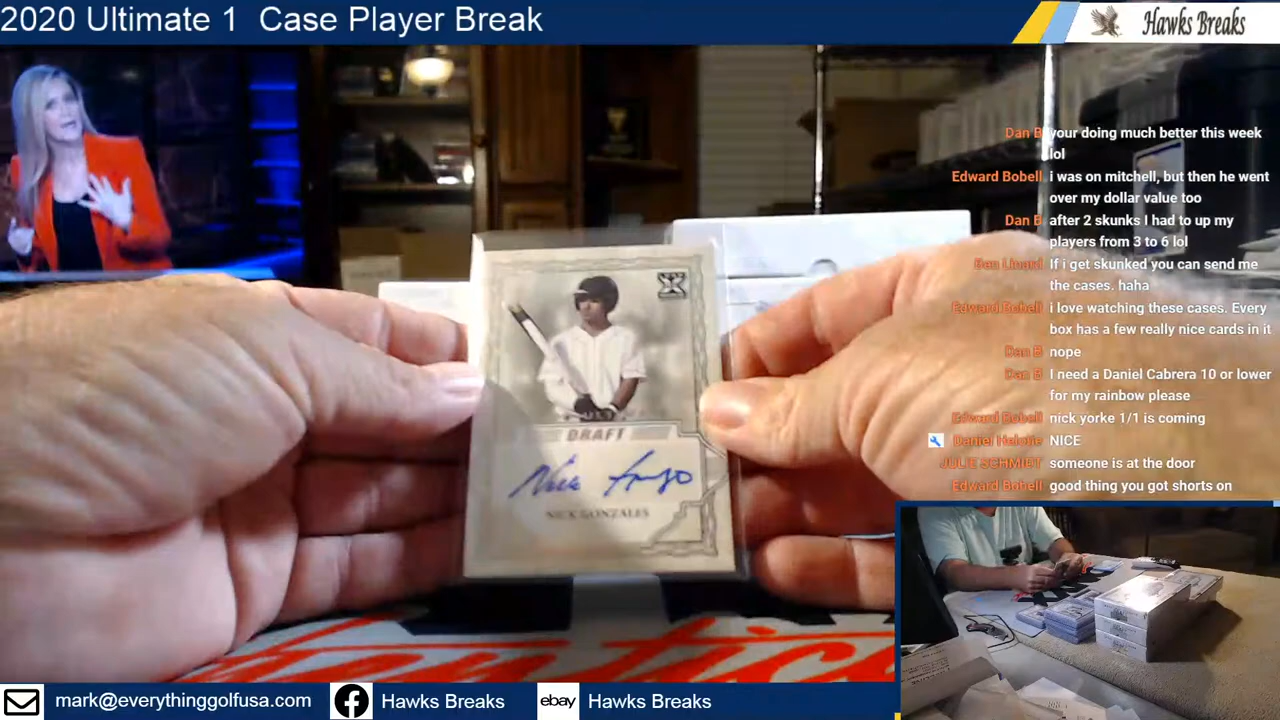 2020 Ultimate 1 Case Player Break
Hawks Breaks
Dan B your doing much better this week
lol
Edward Bobell i was on mitchell, but then he went
over my dollar value too
Dan B after 2 skunks I had to up my
players from 3 to 6 lol
If i get skunked you can send me
the cases. haha
Edward Bobell i love watching these cases. Every
box has a few really nice cards in it
Dan B nope
Dan B I need a Daniel Cabrera 10 or lower
for my rainbow please
Edward Bobell nick yorke 1/1 is coming
Daniel NICE
JULIE SCHMIDT someone is at the door
Edward Bobell good thing you got shorts on
DRAFT
NICK GONZALES
mark@everythinggolfusa.com
Hawks Breaks
ebay
Hawks Breaks